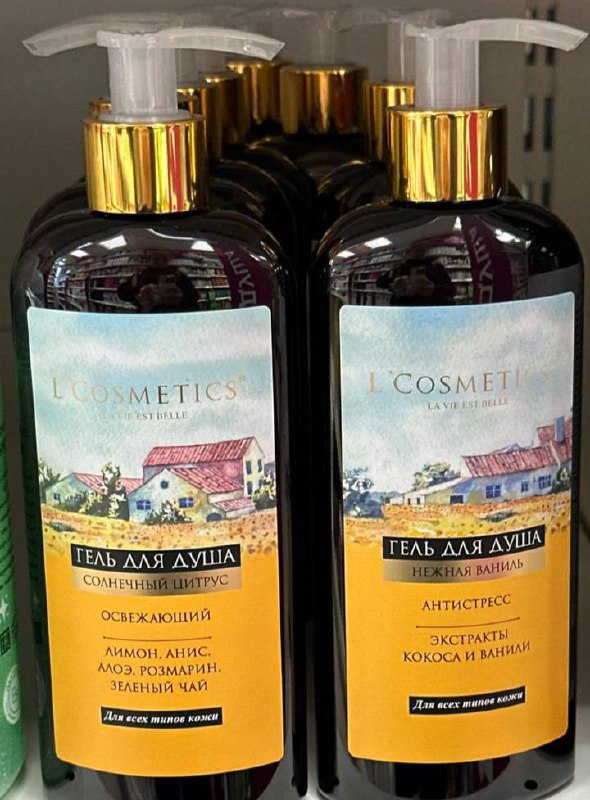 L'COSMETICS®
LA VIE EST BELLE
ГЕЛЬ ДЛЯ ДУША
СОЛНЕЧНЫЙ ЦИТРУС
ОСВЕЖАЮЩИЙ
ЛИМОН, АНИС,
АЛОЭ, РОЗМАРИН,
ЗЕЛЕНЫЙ ЧАЙ
Для всех типов кожи
L'COSMETICS
LA VIE EST BELLE
ГЕЛЬ ДЛЯ ДУША
НЕЖНАЯ ВАНИЛЬ
АНТИСТРЕСС
ЭКСТРАКТЫ
КОКОСА И ВАНИЛИ
Для всех типов кожи